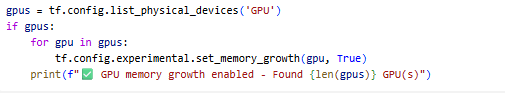 gpus = tf.config.list_physical_devices('GPU')
if gpus:
    for gpu in gpus:
        tf.config.experimental.set_memory_growth(gpu, True)
    print(f"✅ GPU memory growth enabled - Found {len(gpus)} GPU(s)")